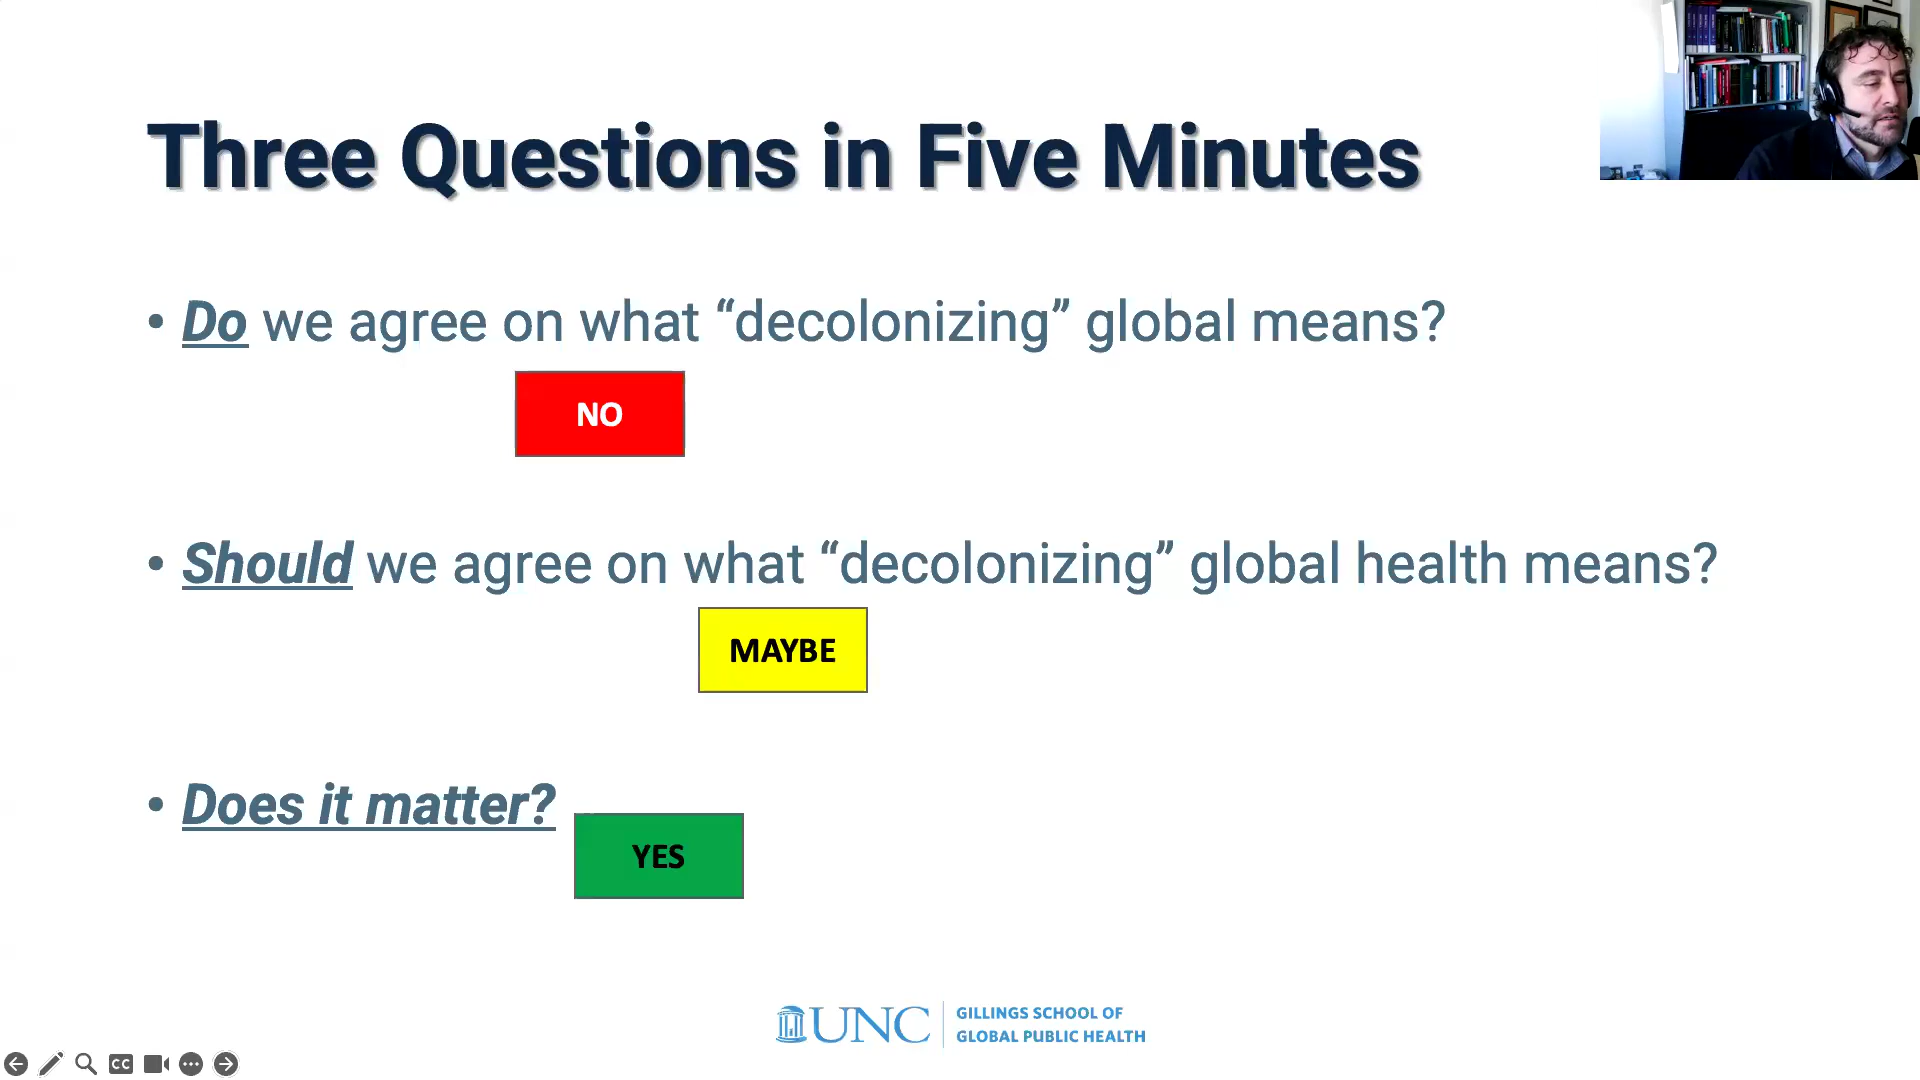 Three Questions in Five Minutes
• Do we agree on what “decolonizing” global means?
NO
• Should we agree on what “decolonizing” global health means?
MAYBE
• Does it matter?
YES
UNC
GILLINGS SCHOOL OF
GLOBAL PUBLIC HEALTH
CC